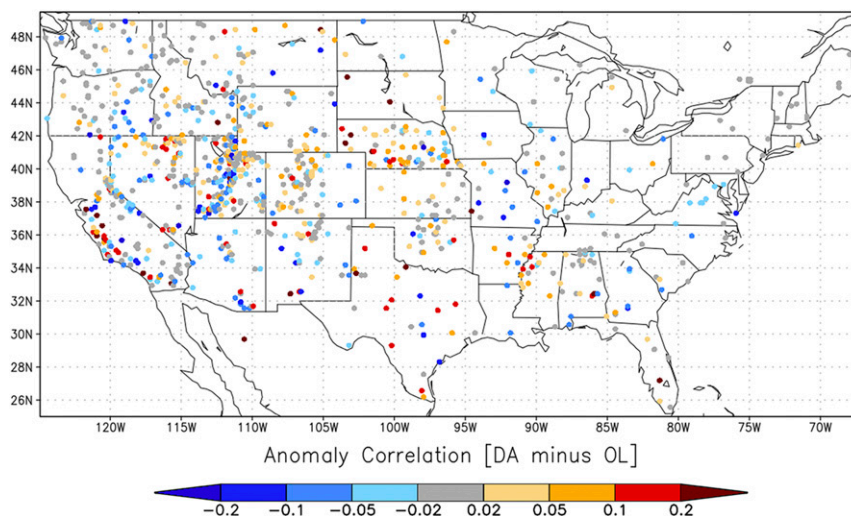 48N
46N
44N
42N
40N
38N
36N
34N
32N
30N
28N
26N
120W 115W 110W 105W 100W 95W 90W 85W 80W 75W 70W
Anomaly Correlation [DA minus OL]
−0.2 −0.1 −0.05 −0.02 0.02 0.05 0.1 0.2